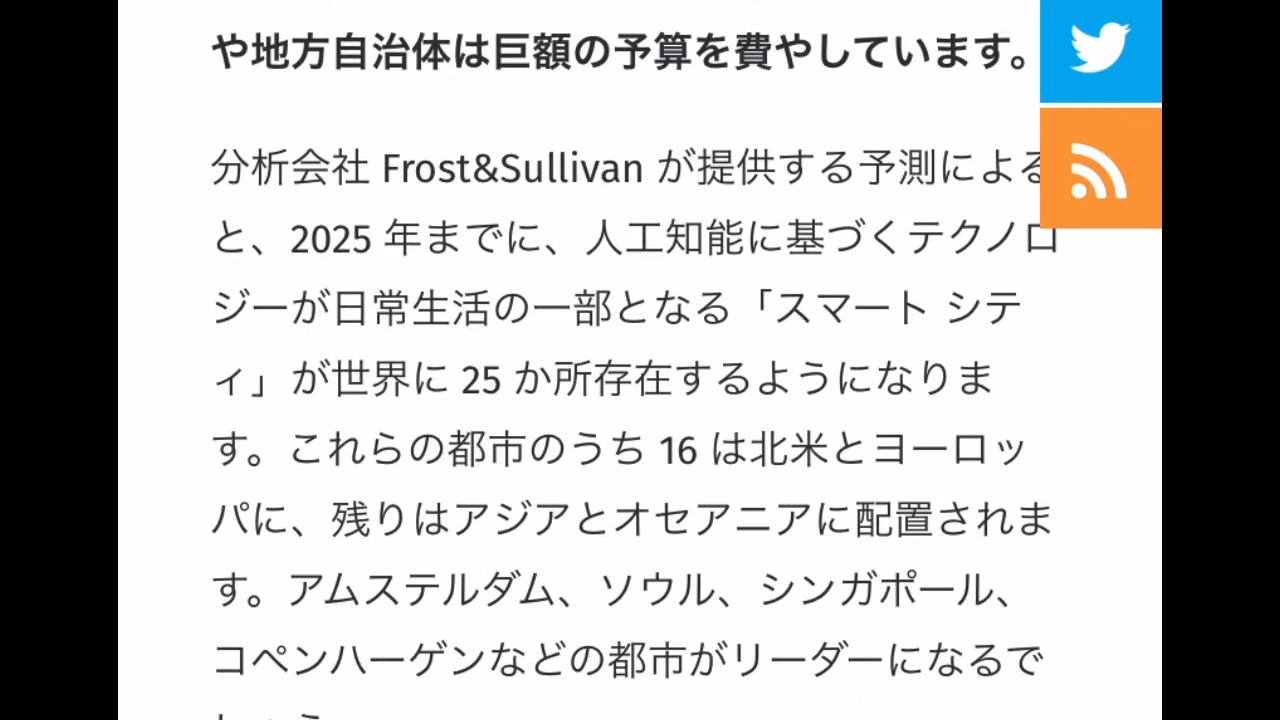 や地方自治体は巨額の予算を費やしています。
分析会社 Frost&Sullivan が提供する予測による
と、2025 年までに、人工知能に基づくテクノロ
ジーが日常生活の一部となる「スマート シテ
ィ」が世界に 25 か所存在するようになりま
す。これらの都市のうち 16 は北米とヨーロッ
パに、残りはアジアとオセアニアに配置されま
す。アムステルダム、ソウル、シンガポール、
コペンハーゲンなどの都市がリーダーになるで